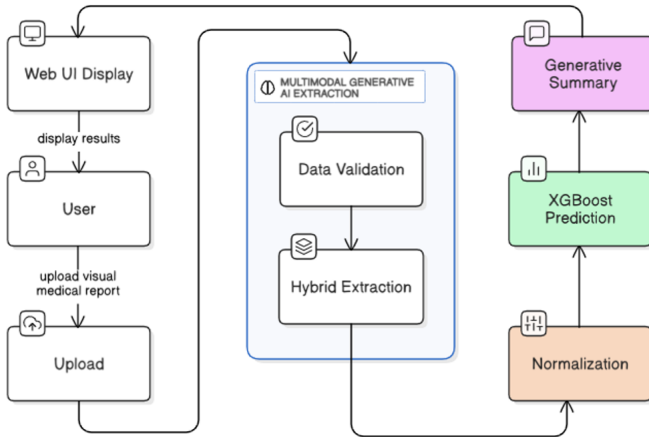 Web UI Display
display results
User
upload visual
medical report
Upload
MULTIMODAL GENERATIVE
AI EXTRACTION
Data Validation
Hybrid Extraction
Generative
Summary
XGBoost
Prediction
Normalization